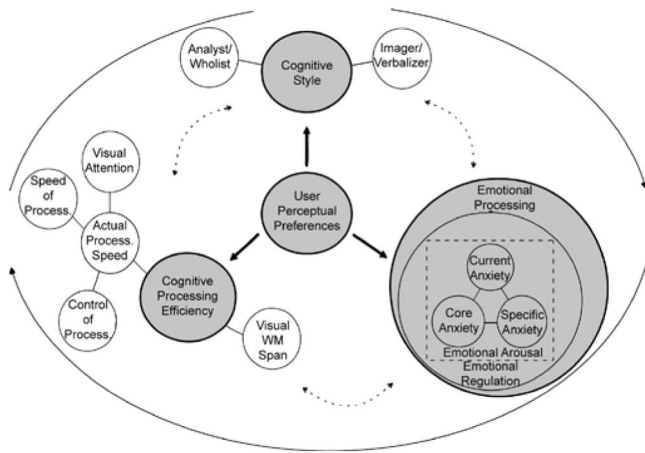 Analyst/
Wholist
Cognitive
Style
Imager/
Verbalizer
Visual
Attention
Speed
of
Process.
Actual
Process.
Speed
Control
of
Process.
Cognitive
Processing
Efficiency
Visual
WM
Span
User
Perceptual
Preferences
Emotional
Processing
Current
Anxiety
Core
Anxiety
Specific
Anxiety
Emotional Arousal
Emotional
Regulation